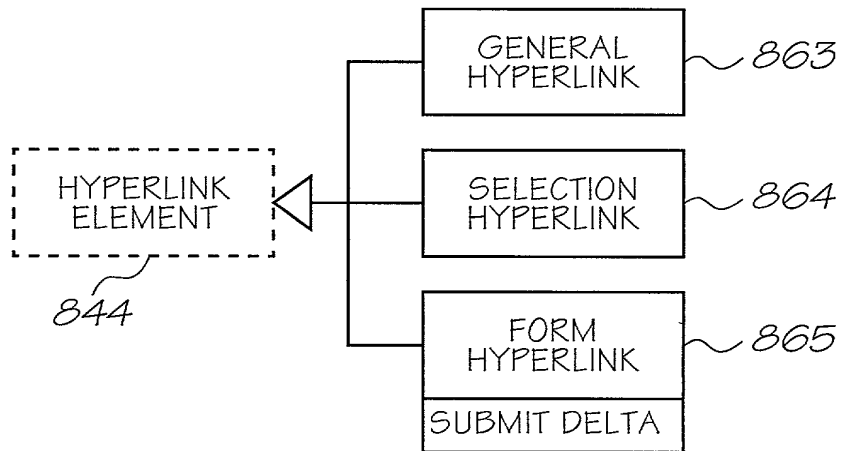 GENERAL
HYPERLINK
863
HYPERLINK
ELEMENT
844
SELECTION
HYPERLINK
864
FORM
HYPERLINK
865
SUBMIT DELTA